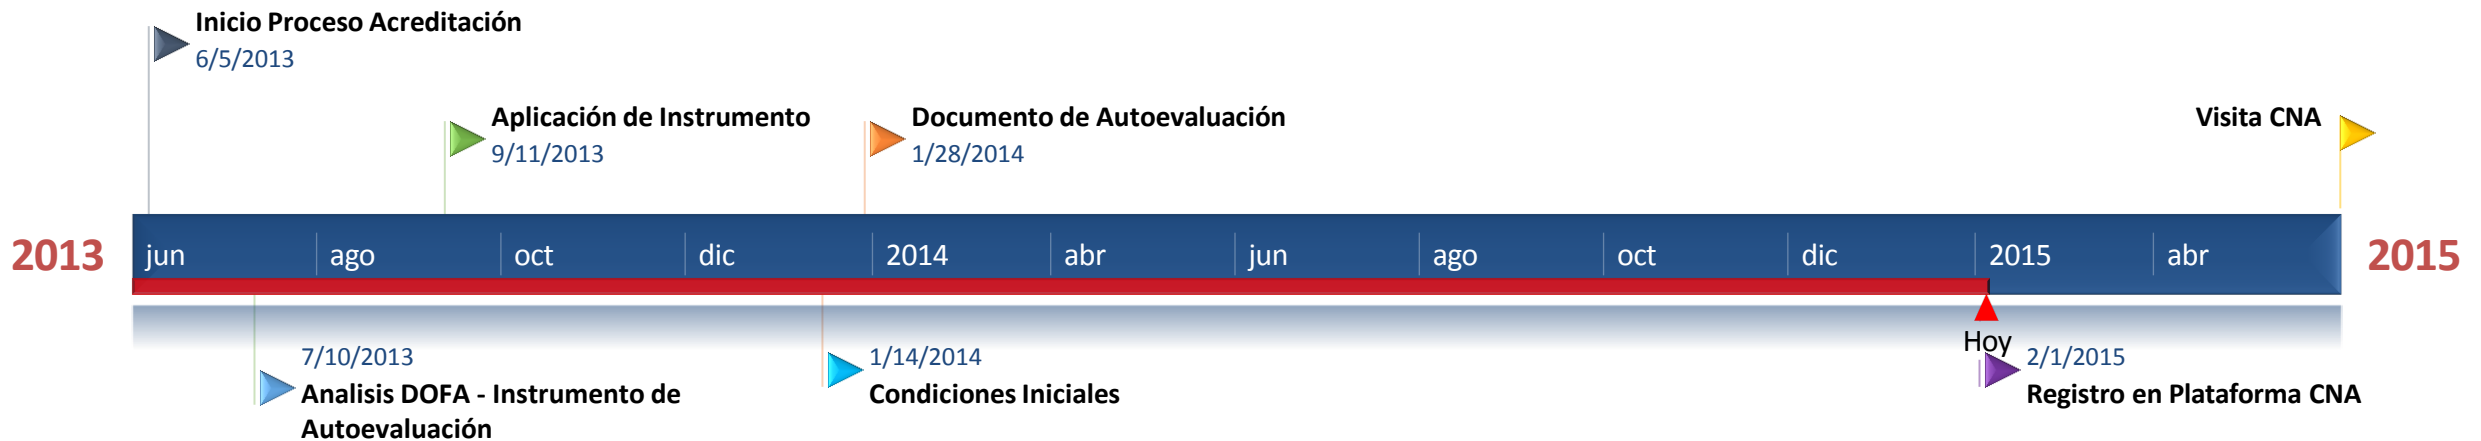 Inicio Proceso Acreditación
6/5/2013
Aplicación de Instrumento
9/11/2013
Documento de Autoevaluación
1/28/2014
Visita CNA
2013
jun
ago
oct
dic
2014
abr
jun
ago
oct
dic
2015
abr
2015
Hoy
7/10/2013
Analisis DOFA - Instrumento de
Autoevaluación
1/14/2014
Condiciones Iniciales
2/1/2015
Registro en Plataforma CNA